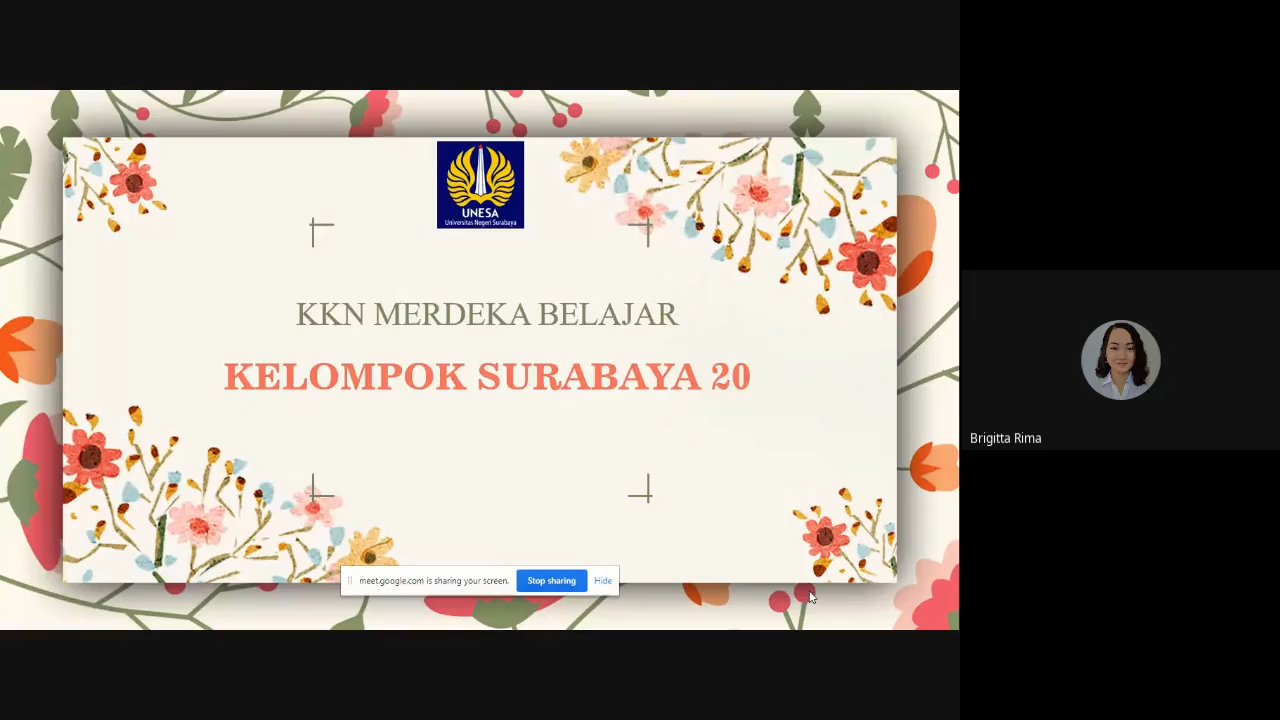 UNESA
Universitas Negeri Surabaya
KKN MERDEKA BELAJAR
KELOMPOK SURABAYA 20
meet.google.com is sharing your screen.
Stop sharing
Hide
Brigitta Rima